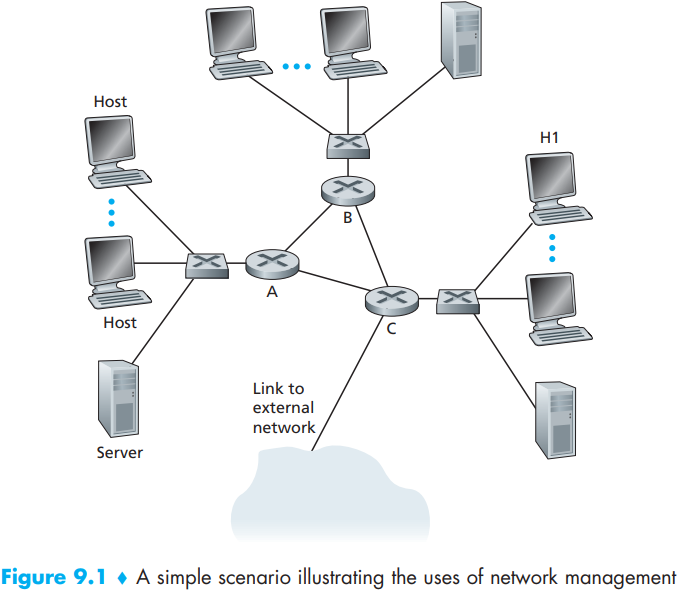 Host
H1
B
A
Host
C
Link to
external
network
Server
Figure 9.1 ♦ A simple scenario illustrating the uses of network management